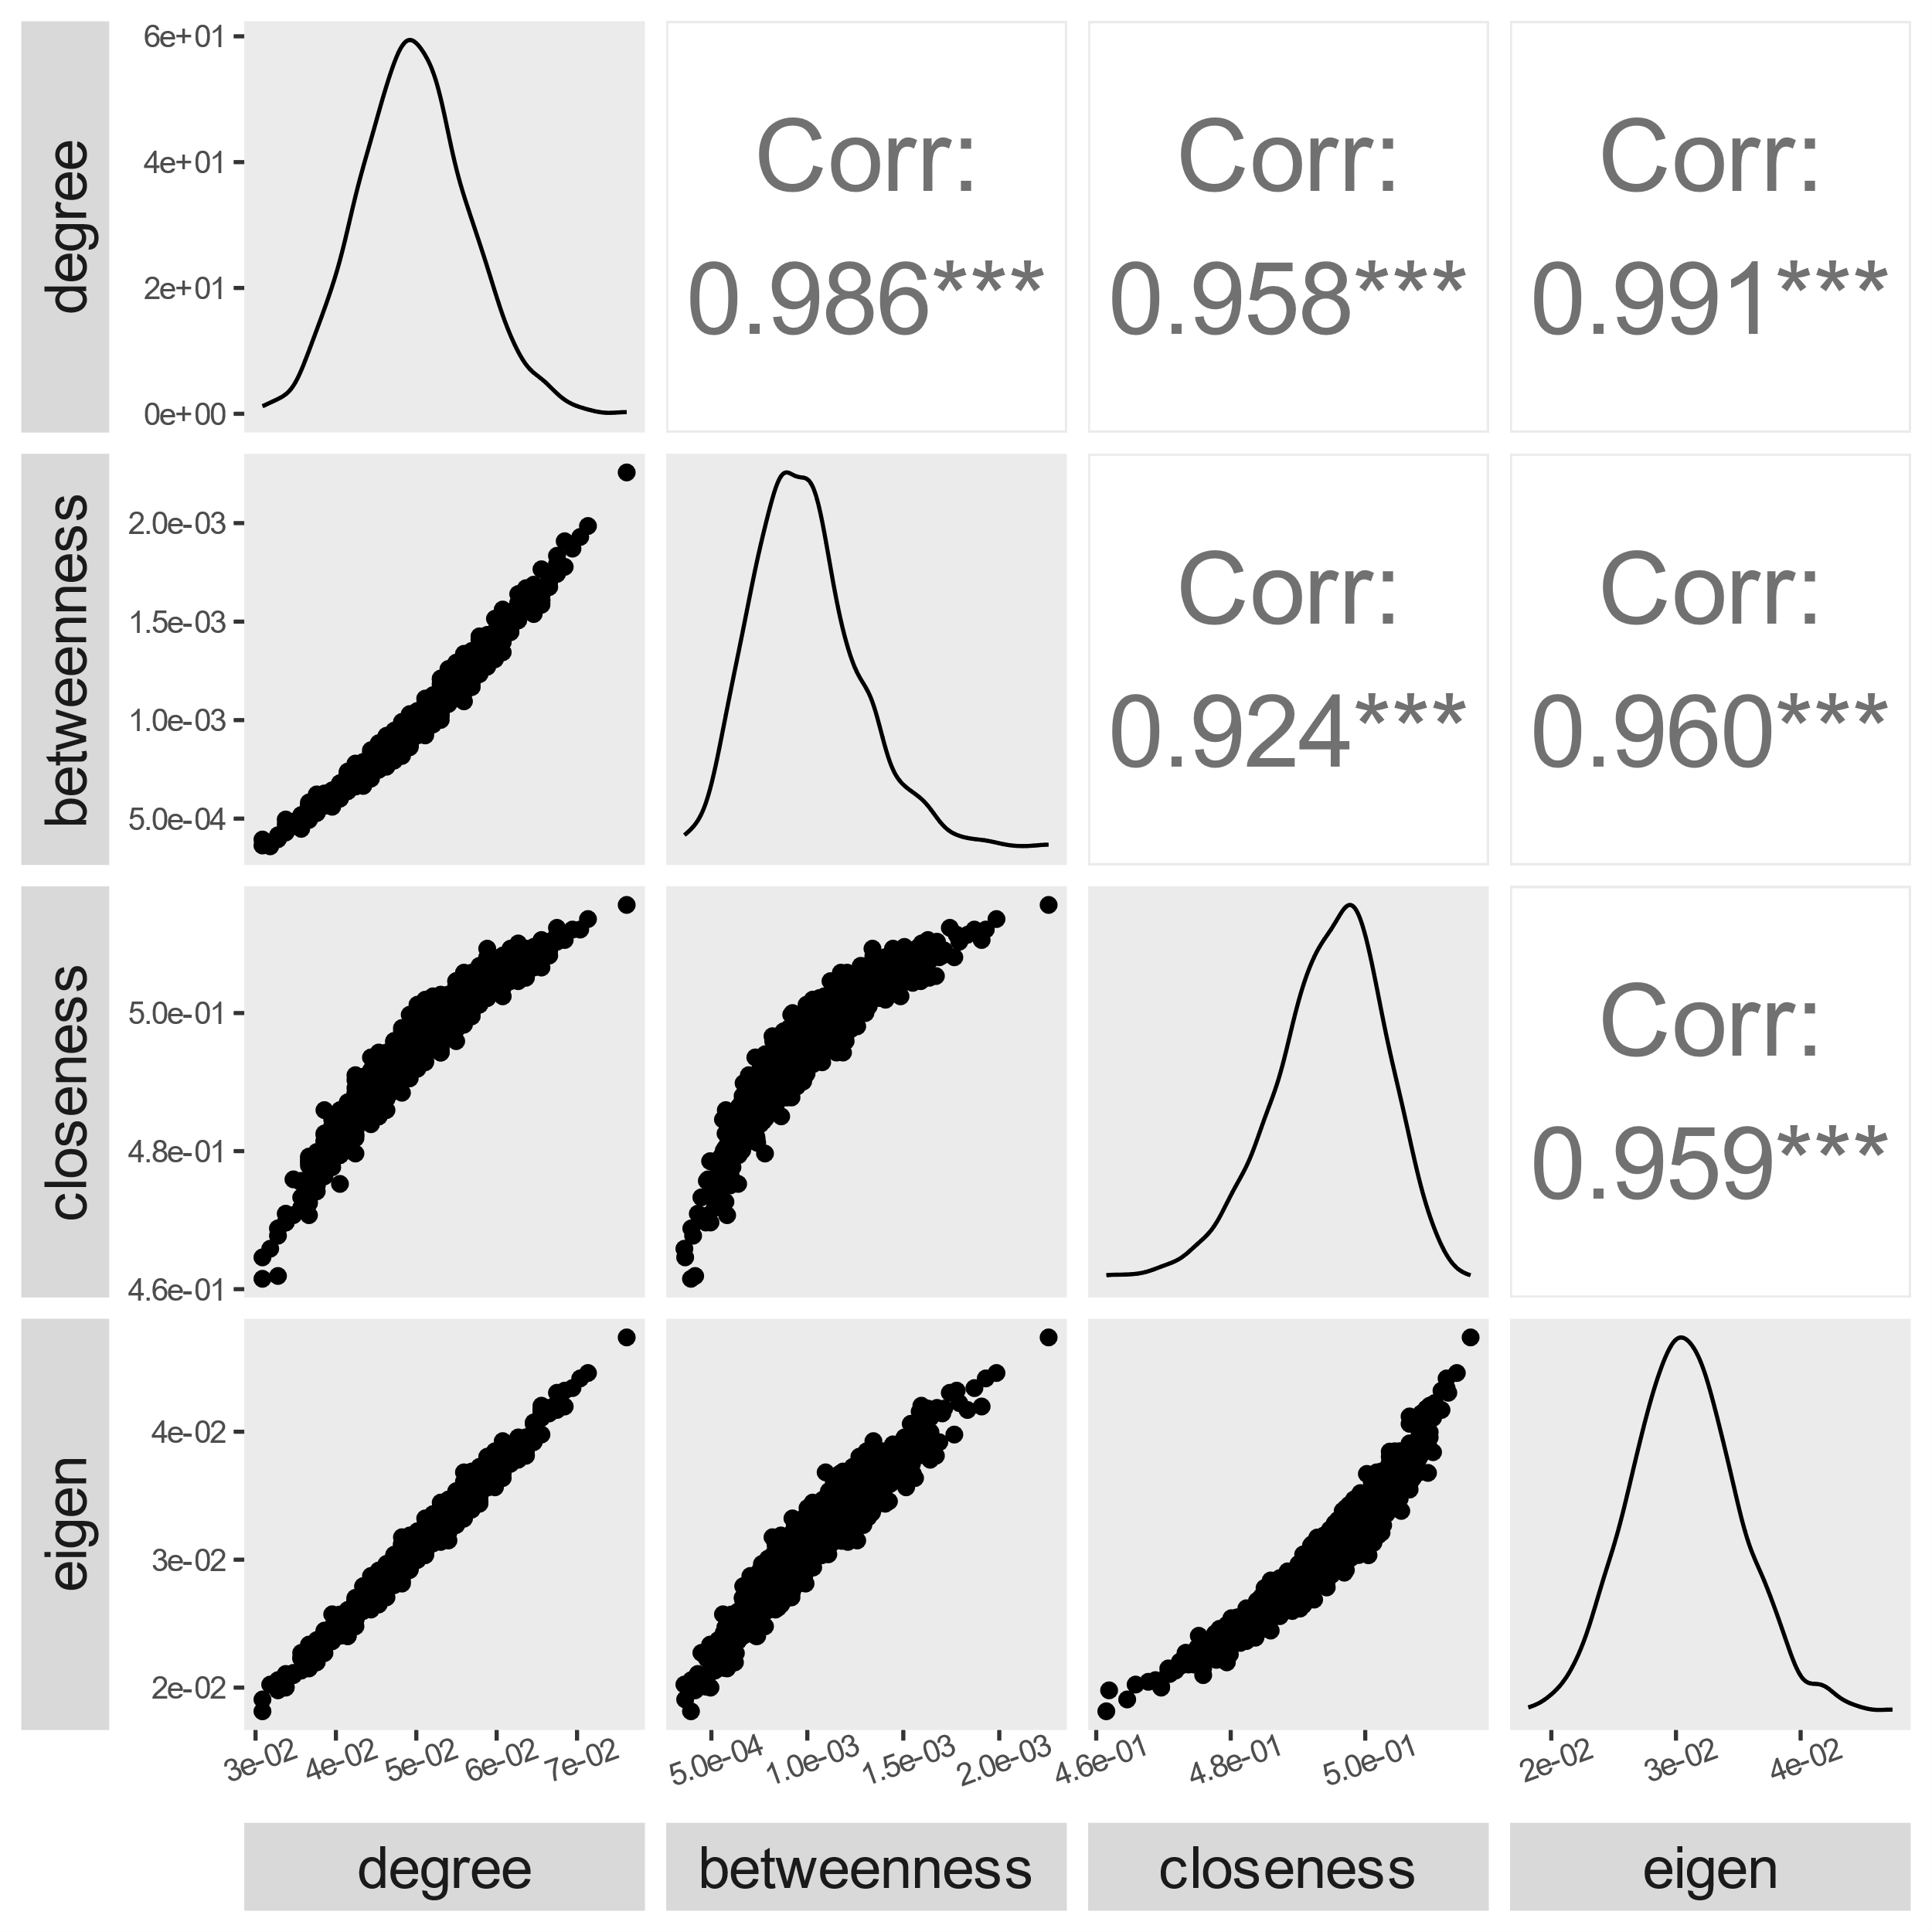 degree
6e+01
4e+01
2e+01
0e+00
Corr:
0.986***
Corr:
0.958***
Corr:
0.991***
betweenness
2.0e-03
1.5e-03
1.0e-03
5.0e-04
Corr:
0.924***
Corr:
0.960***
closeness
5.0e-01
4.8e-01
4.6e-01
Corr:
0.959***
eigen
4e-02
3e-02
2e-02
3e-02 4e-02 5e-02 6e-02 7e-02
5.0e-04 1.0e-03 1.5e-03 2.0e-03
4.6e-01 4.8e-01 5.0e-01
2e-02 3e-02 4e-02
degree
betweenness
closeness
eigen